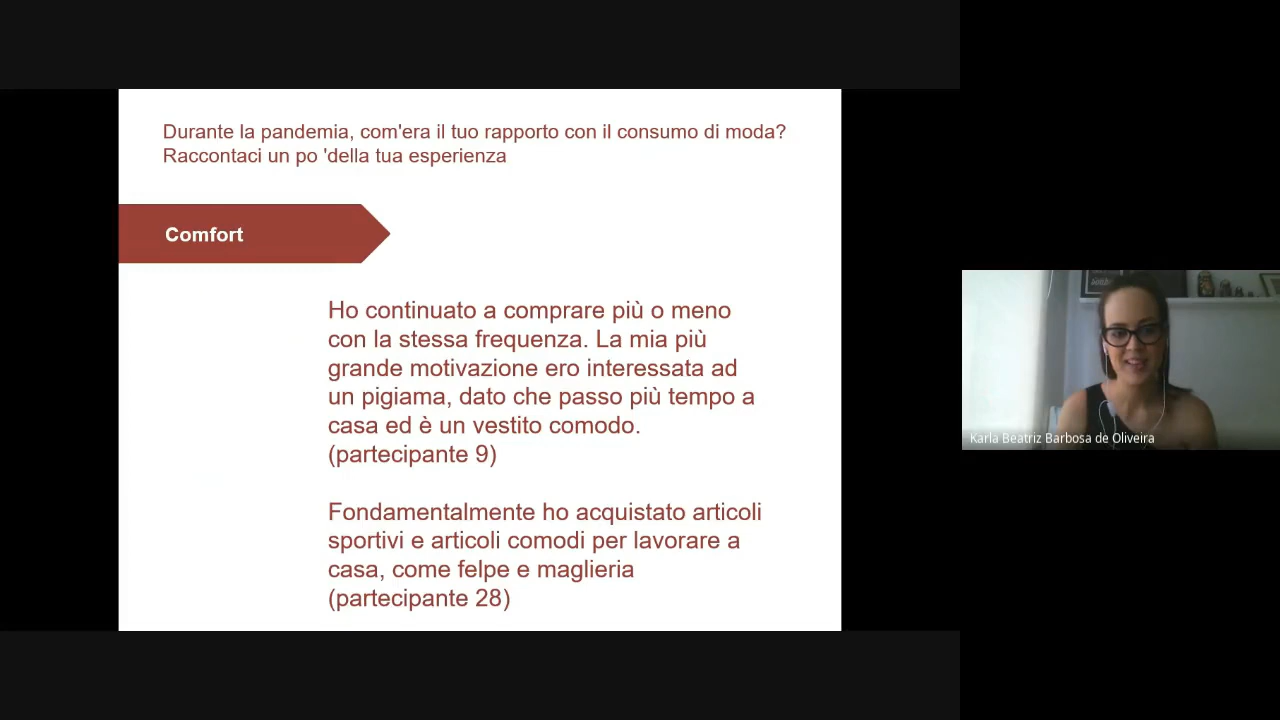 Durante la pandemia, com'era il tuo rapporto con il consumo di moda?
Raccontaci un po 'della tua esperienza
Comfort
Ho continuato a comprare più o meno
con la stessa frequenza. La mia più
grande motivazione ero interessata ad
un pigiama, dato che passo più tempo a
casa ed è un vestito comodo.
(partecipante 9)
Fondamentalmente ho acquistato articoli
sportivi e articoli comodi per lavorare a
casa, come felpe e maglieria
(partecipante 28)
Karla Beatriz Barbosa de Oliveira